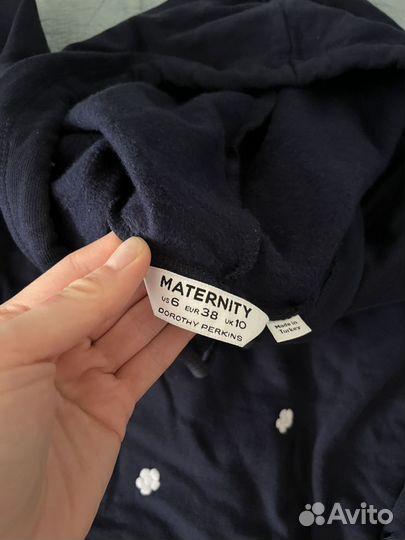 MATERNITY
US 6 EUR 38 UK 10
DOROTHY PERKINS
Made in
Turkey
Avito